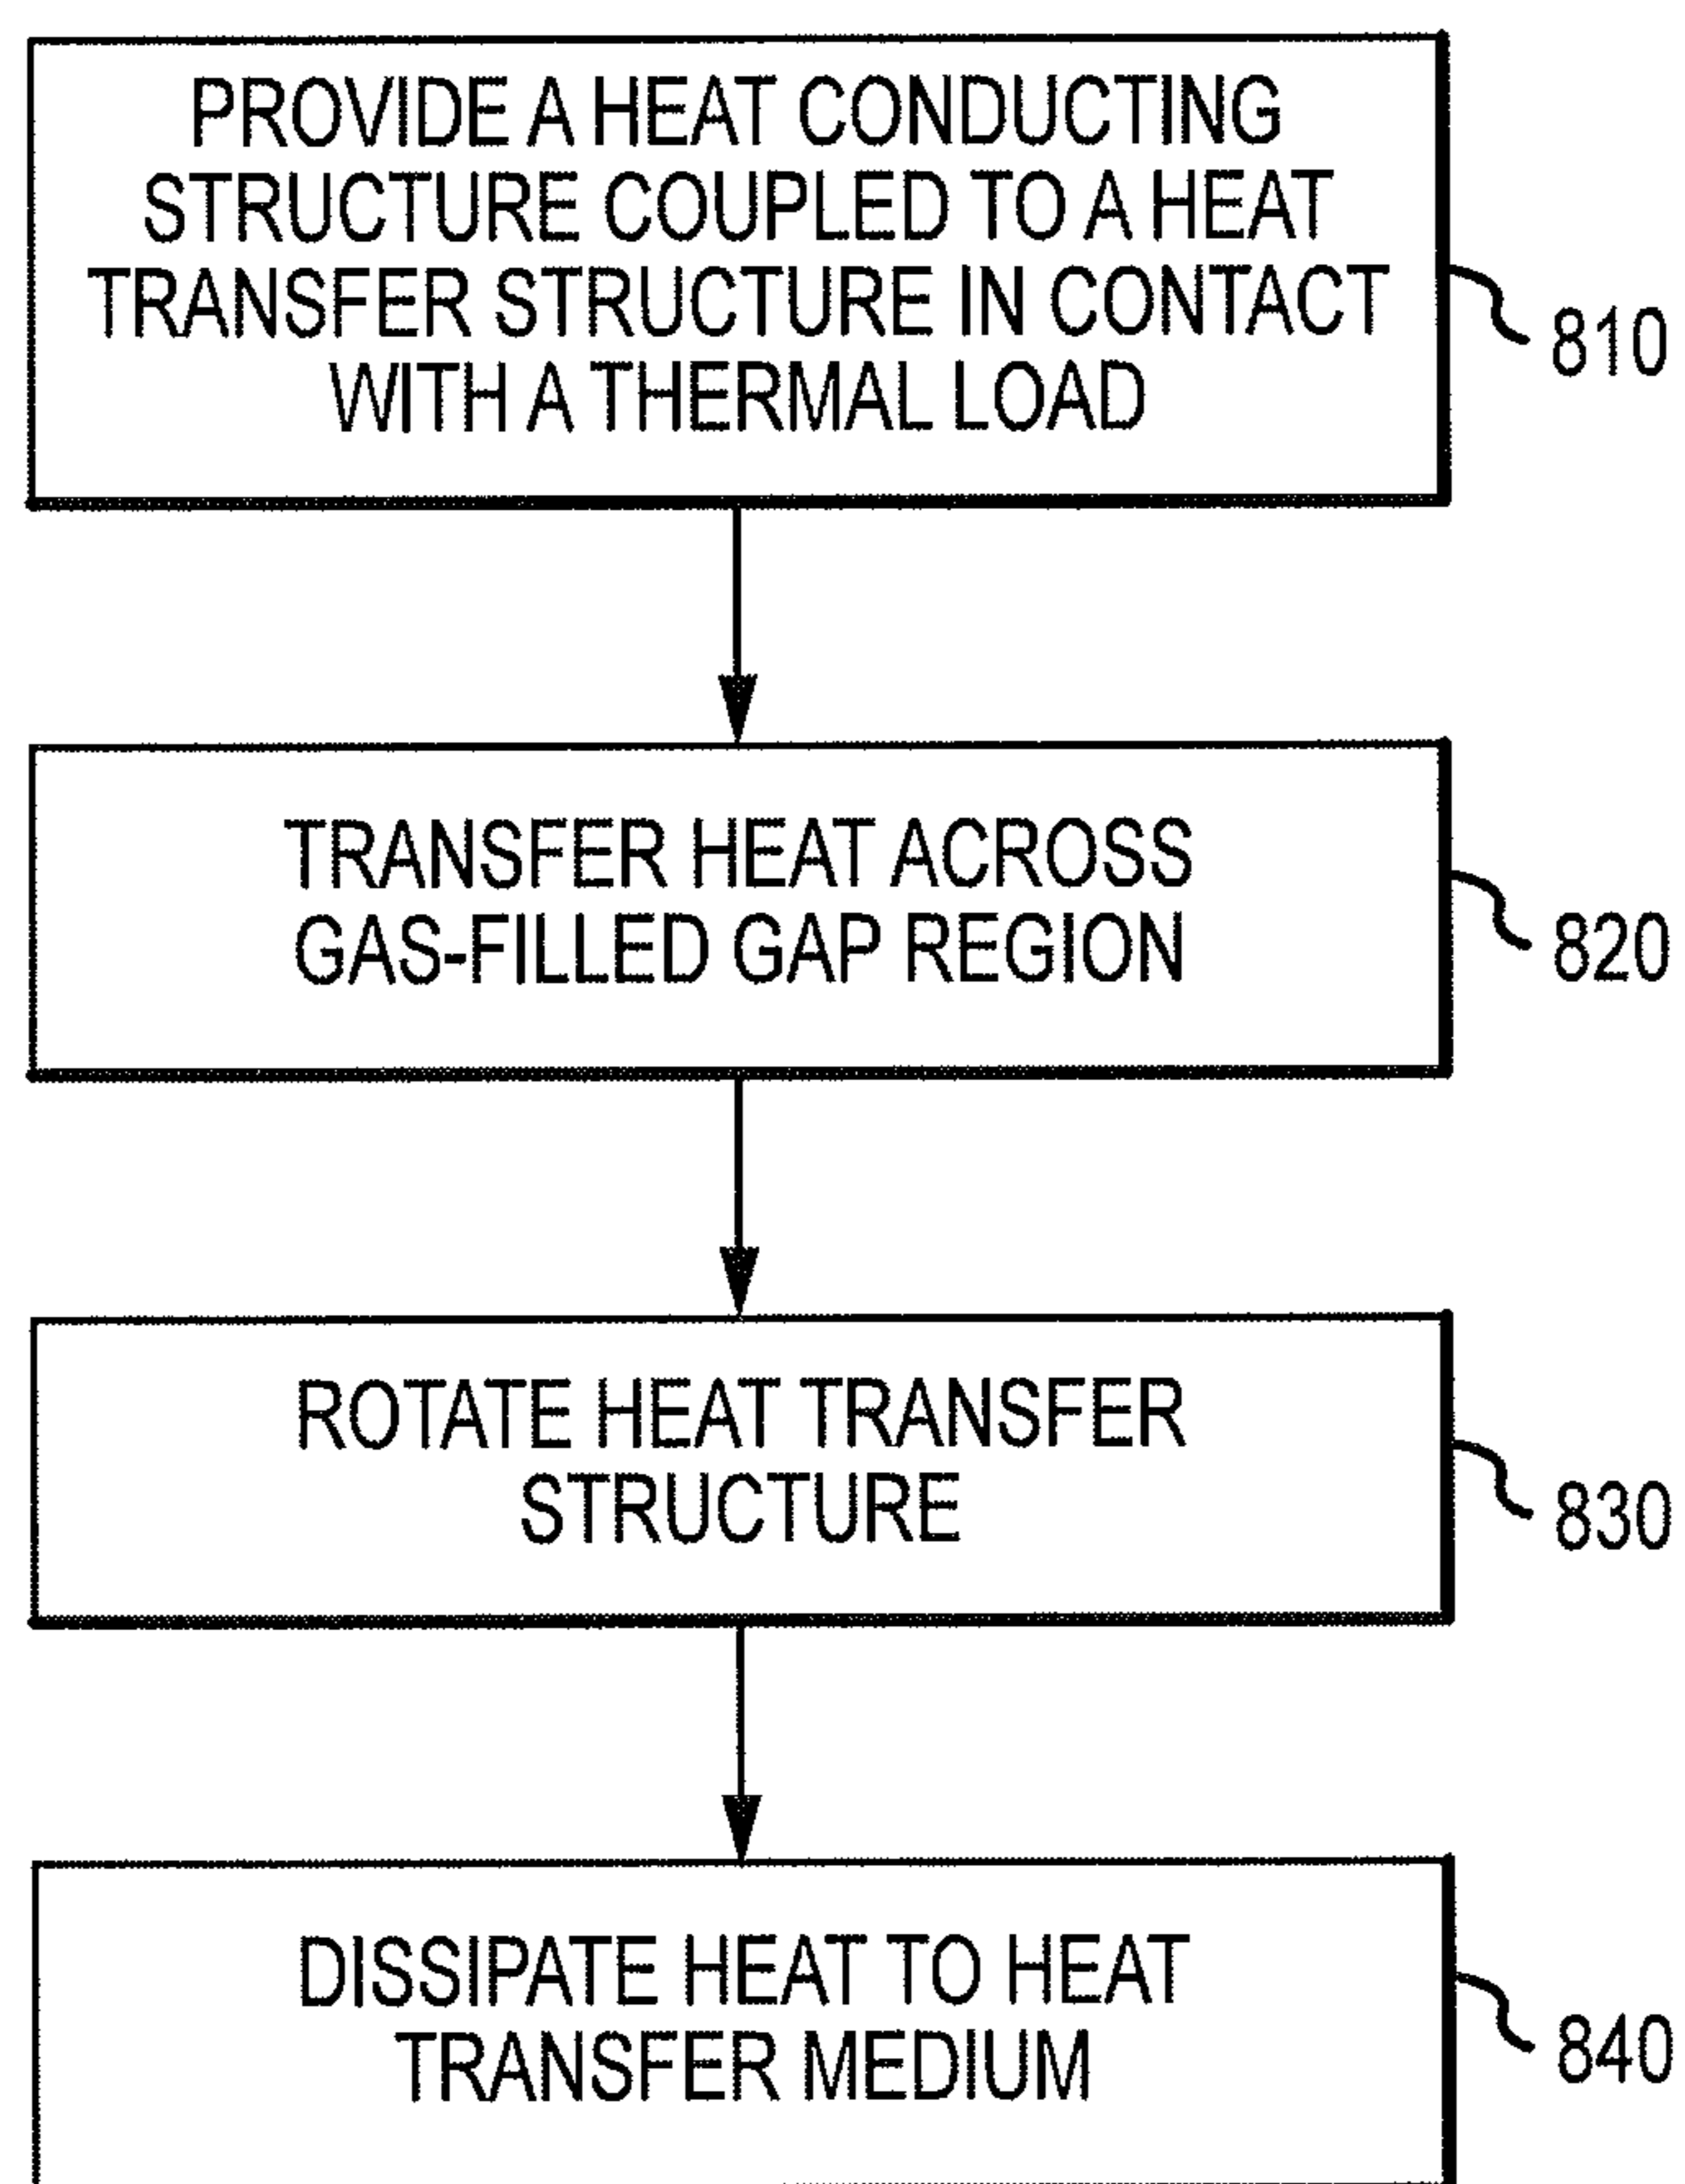 PROVIDE A HEAT CONDUCTING
STRUCTURE COUPLED TO A HEAT
TRANSFER STRUCTURE IN CONTACT
WITH A THERMAL LOAD
810
TRANSFER HEAT ACROSS
GAS-FILLED GAP REGION
820
ROTATE HEAT TRANSFER
STRUCTURE
830
DISSIPATE HEAT TO HEAT
TRANSFER MEDIUM
840